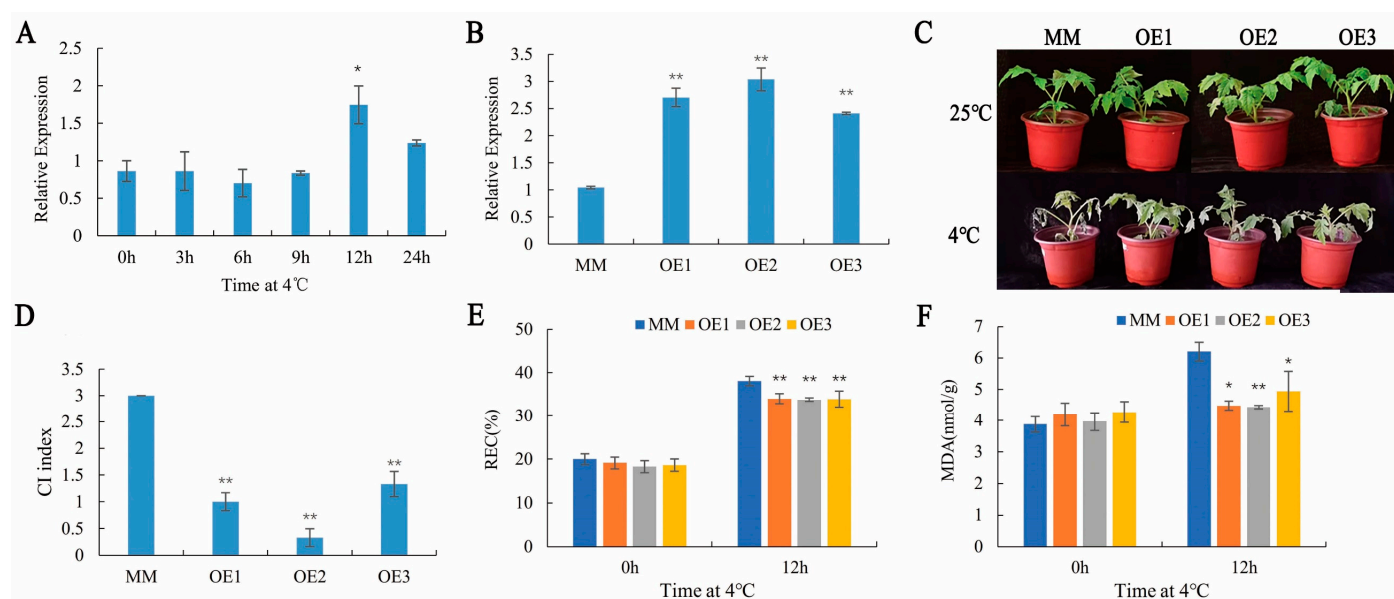 A
2.5
2
1.5
1
0.5
0
Relative Expression
*
0h 3h 6h 9h 12h 24h
Time at 4℃
B
3.5
3
2.5
2
1.5
1
0.5
0
Relative Expression
** ** **
MM OE1 OE2 OE3
C
MM OE1 OE2 OE3
25℃
4℃
D
3.5
3
2.5
2
1.5
1
0.5
0
CI index
** ** **
MM OE1 OE2 OE3
E
MM OE1 OE2 OE3
50
40
30
20
10
0
REC(%)
** ** **
0h 12h
Time at 4℃
F
MM OE1 OE2 OE3
7
6
5
4
3
2
1
0
MDA(nmol/g)
* ** *
0h 12h
Time at 4℃